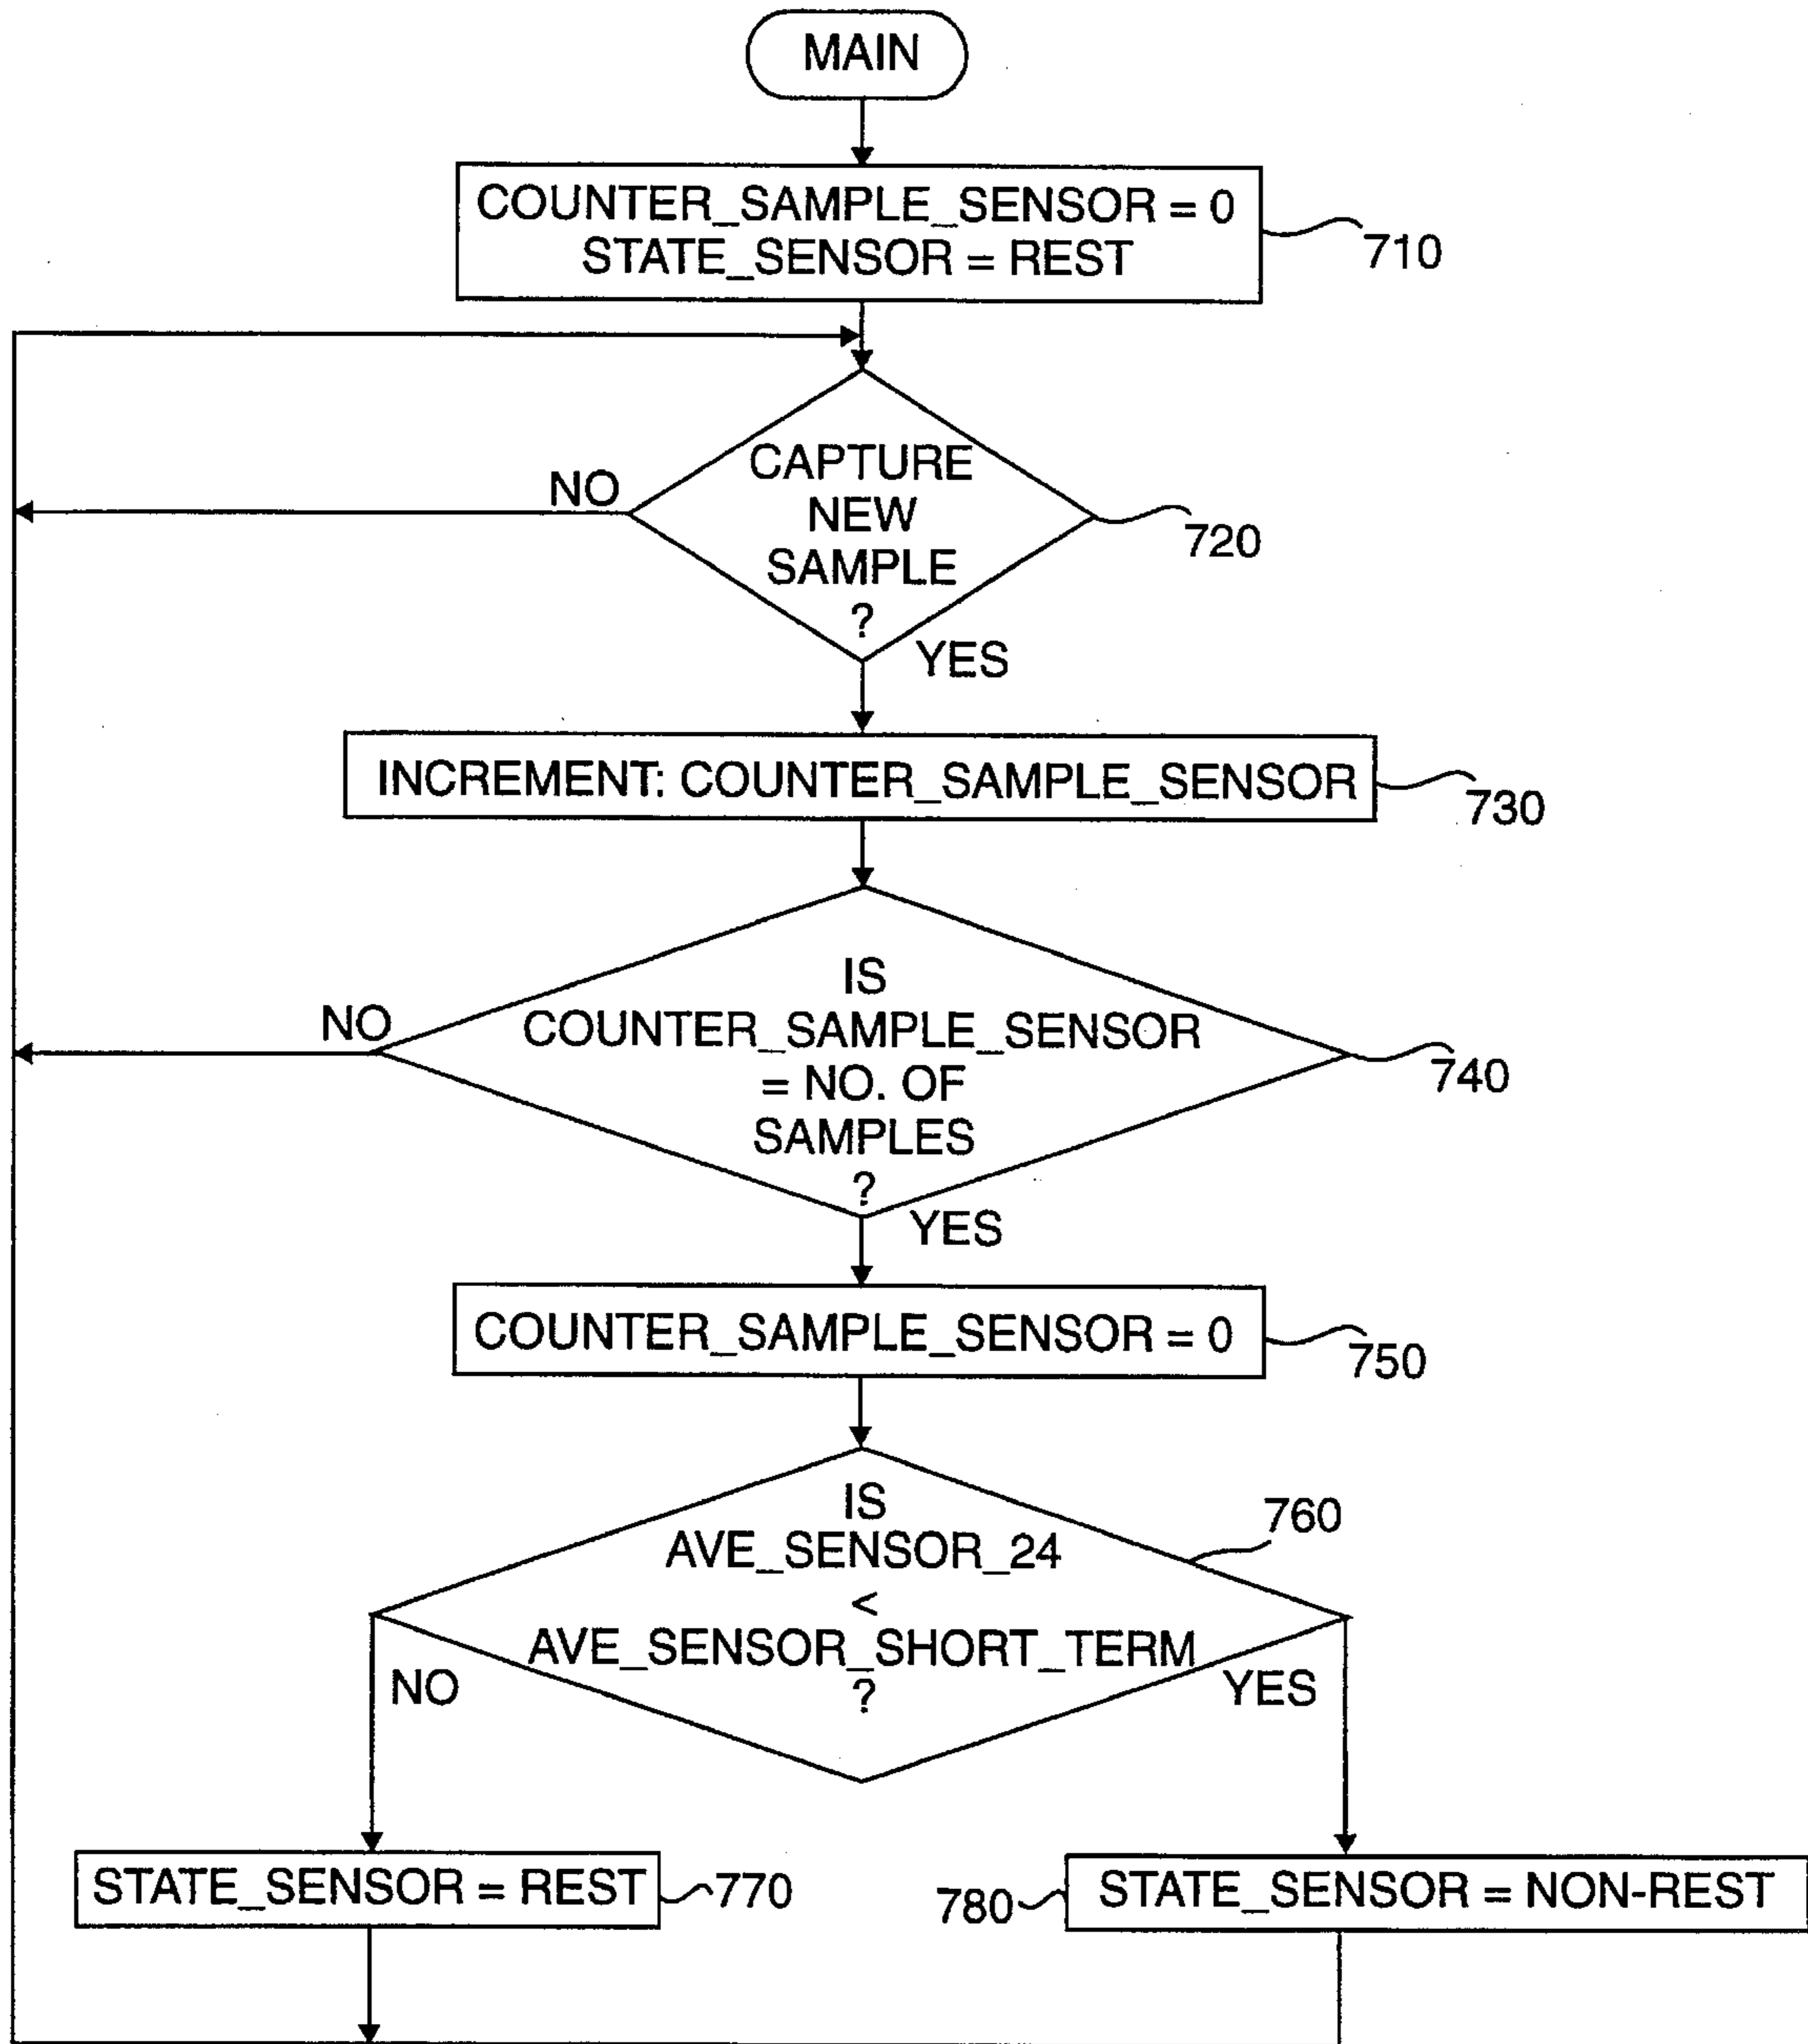 MAIN
COUNTER_SAMPLE_SENSOR = 0
STATE_SENSOR = REST
710
CAPTURE
NEW
SAMPLE
?
NO
720
YES
INCREMENT: COUNTER_SAMPLE_SENSOR
730
IS
COUNTER_SAMPLE_SENSOR
= NO. OF
SAMPLES
?
NO
740
YES
COUNTER_SAMPLE_SENSOR = 0
750
IS
AVE_SENSOR_24
<
AVE_SENSOR_SHORT_TERM
?
760
NO
YES
STATE_SENSOR = REST
770
780
STATE_SENSOR = NON-REST